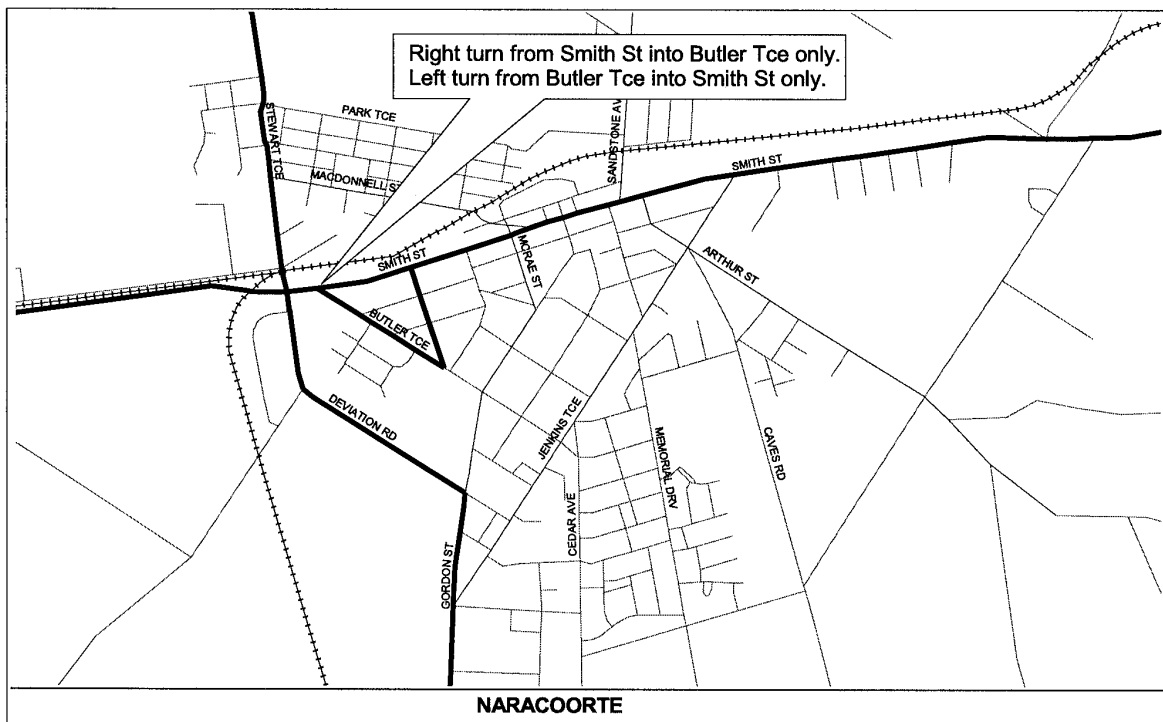 Right turn from Smith St into Butler Tce only.
Left turn from Butler Tce into Smith St only.
PARK TCE
STEWART TCE
SANDSTONE AV
MACDONNELL ST
SMITH ST
SMITH ST
MCRAE ST
ARTHUR ST
BUTLER TCE
DEVIATION RD
JENKINS TCE
MEMORIAL DRV
CAVES RD
CEDAR AVE
GORDON ST
NARACOORTE